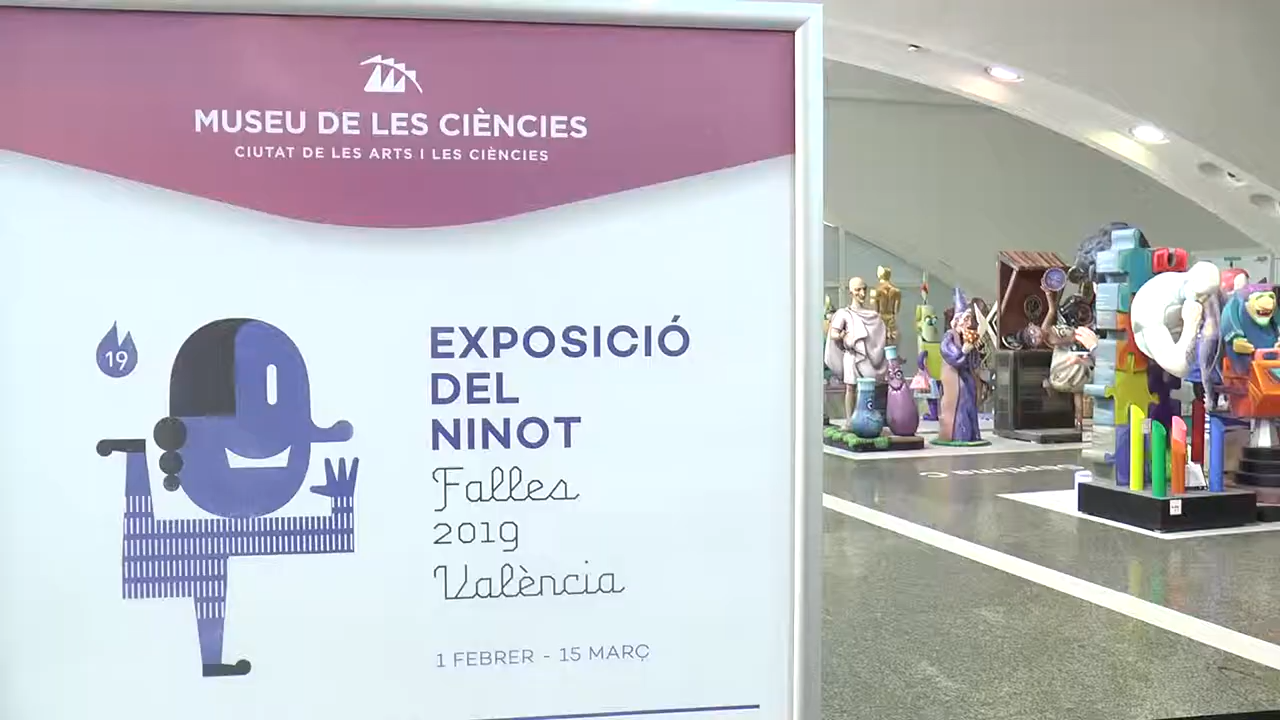 MUSEU DE LES CIÈNCIES
CIUTAT DE LES ARTS I LES CIÈNCIES
19
EXPOSICIÓ
DEL
NINOT
Falles
2019
València
1 FEBRER - 15 MARÇ